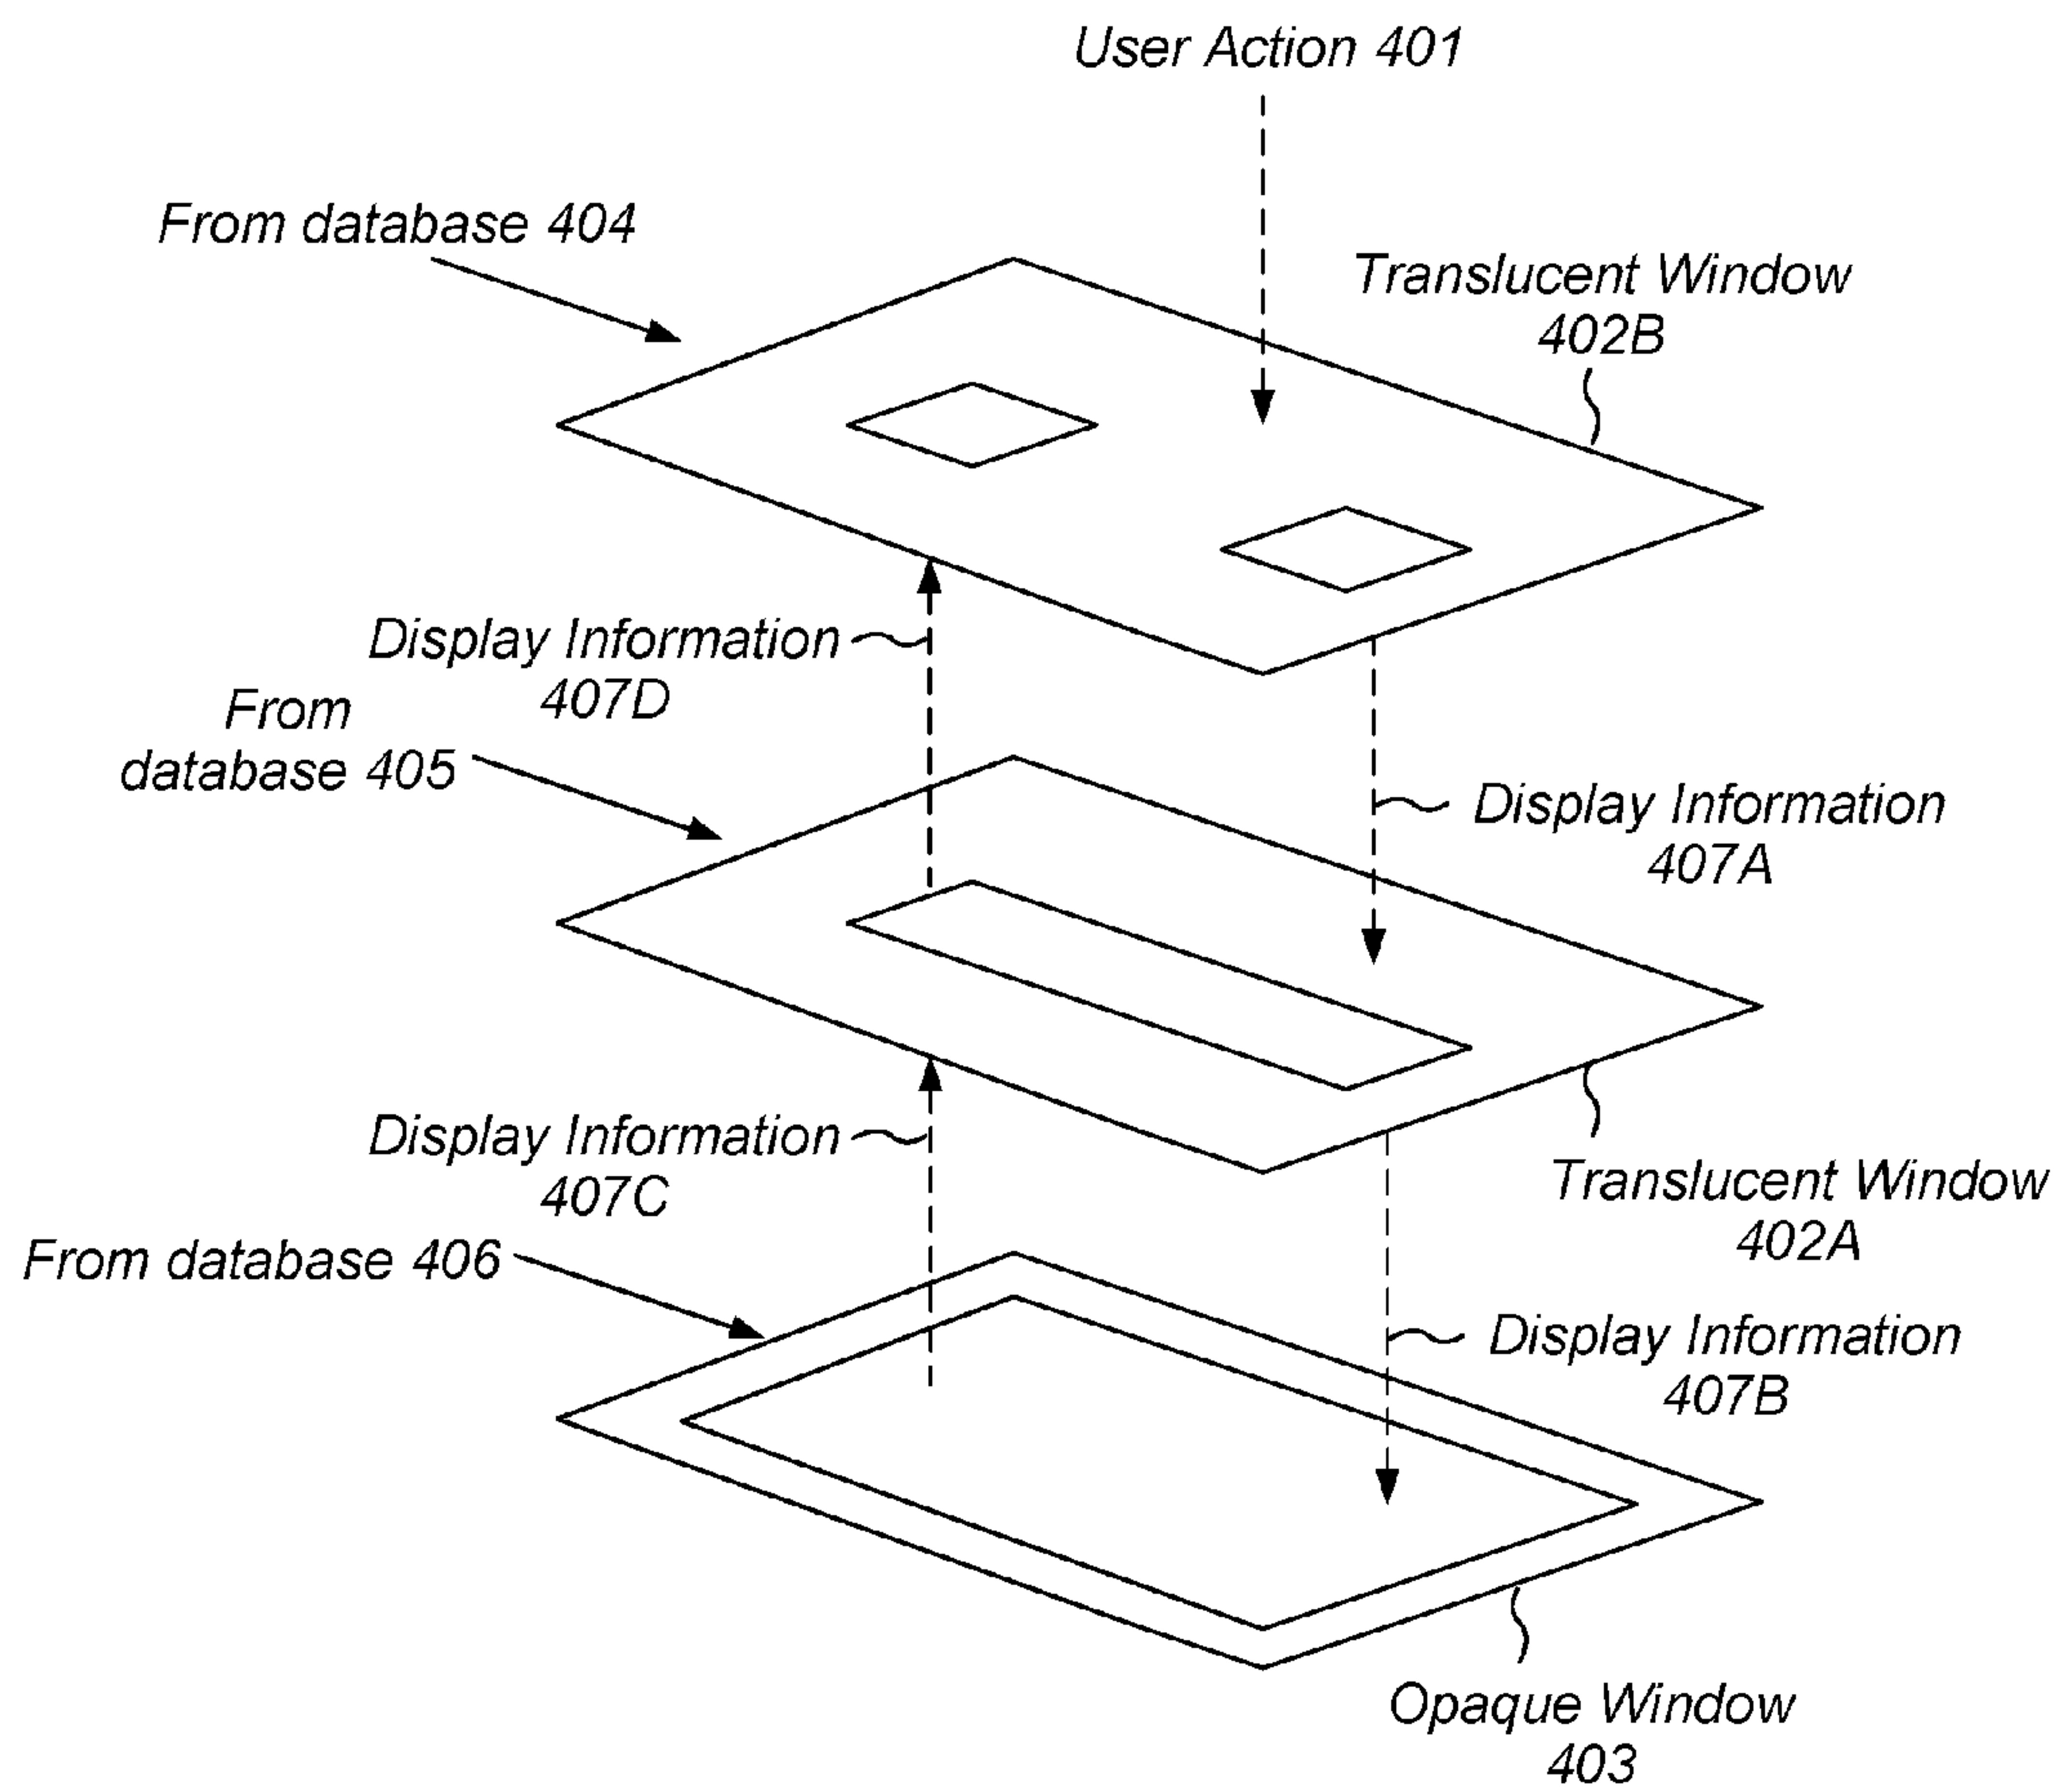 User Action 401
From database 404
Translucent Window
402B
Display Information
407D
From
database 405
Display Information
407A
Display Information
407C
Translucent Window
402A
From database 406
Display Information
407B
Opaque Window
403